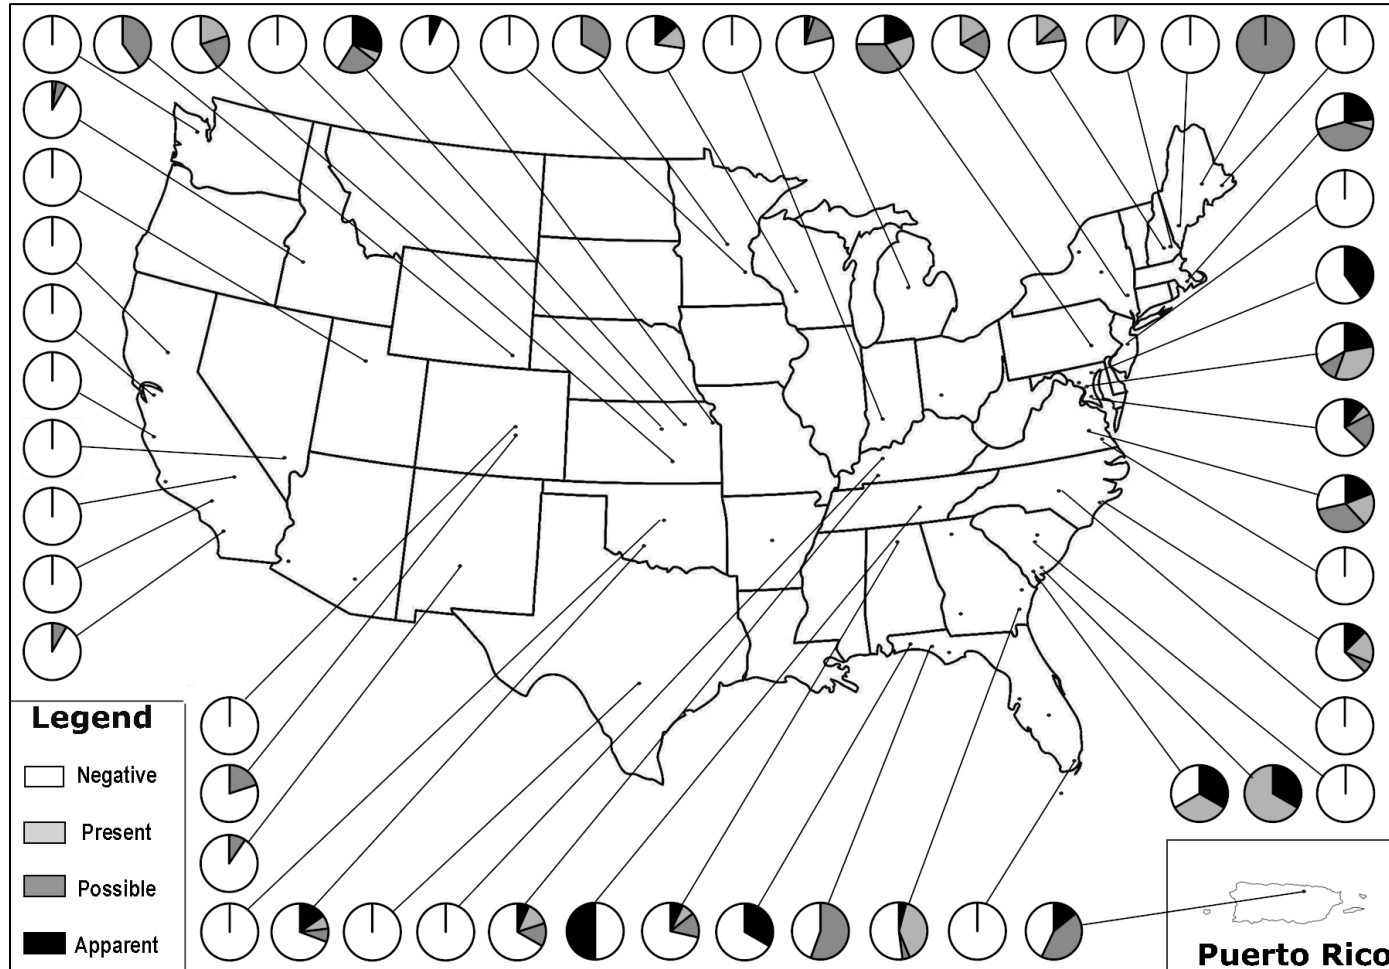 Legend
Negative
Present
Possible
Apparent
Puerto Rico